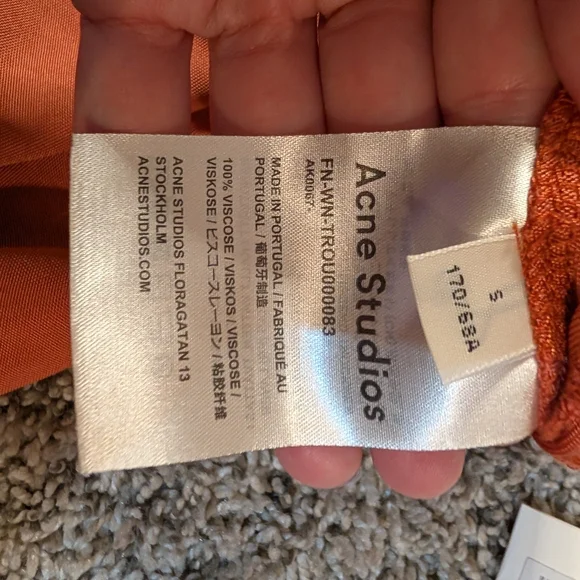 Acne Studios
FN-WN-TROU000083
AK0067-
MADE IN PORTUGAL / FABRIQUÉ AU
PORTUGAL / 葡萄牙制造
100% VISCOSE / VISKOS / VISCOSE /
VISKOSE / ビスコースレーヨン / 粘胶纤维
ACNE STUDIOS FLORAGATAN 13
STOCKHOLM
ACNESTUDIOS.COM
S
170/68A